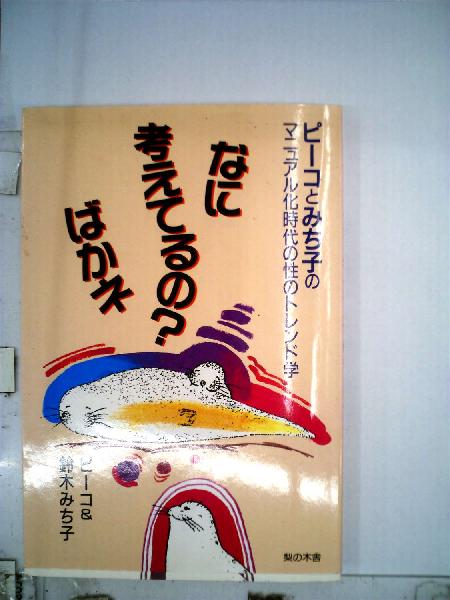 ピーコとみち子の
マニュアル化時代の性のトレンド学
なに
考えてるの?
ばかねぇ
ピーコ&
鈴木みち子
梨の木舎